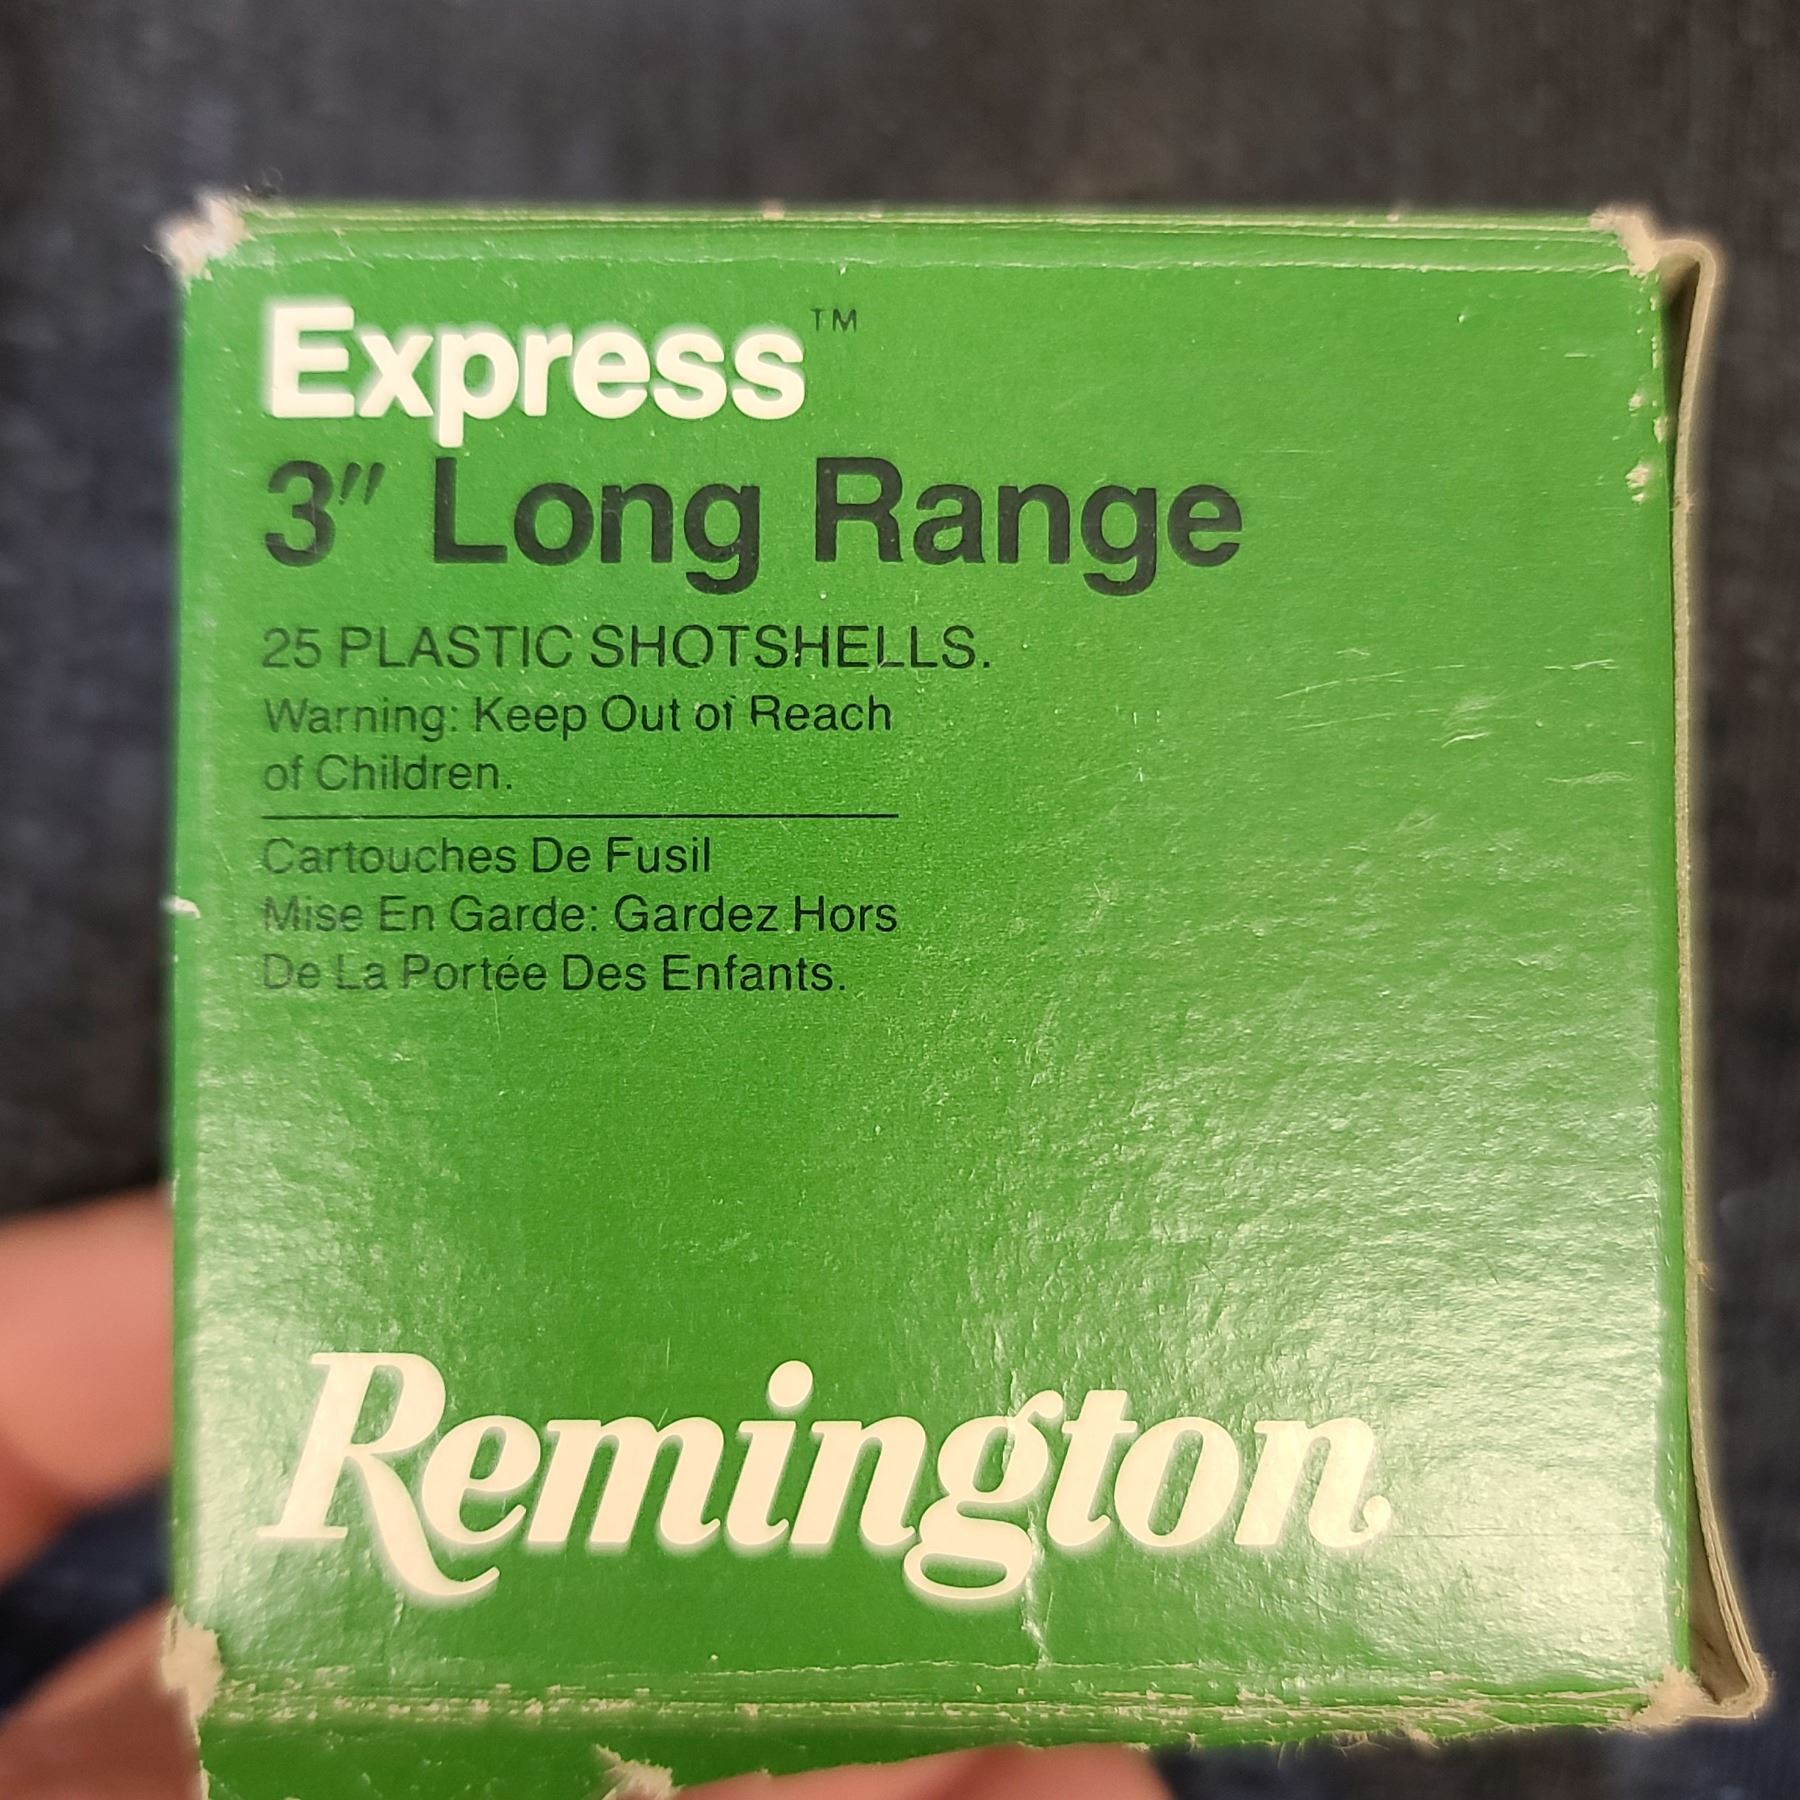 Express™
3" Long Range
25 PLASTIC SHOTSHELLS.
Warning: Keep Out of Reach
of Children.
Cartouches De Fusil
Mise En Garde: Gardez Hors
De La Portée Des Enfants.
Remington